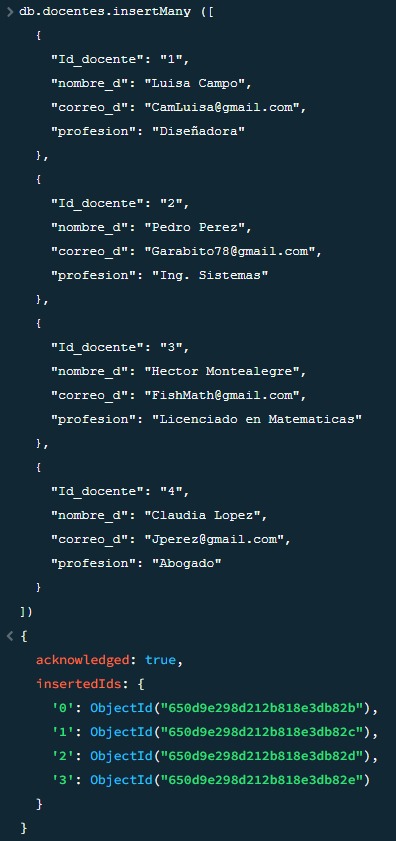 db.docentes.insertMany ([
{
"Id_docente": "1",
"nombre_d": "Luisa Campo",
"correo_d": "CamLuisa@gmail.com",
"profesion": "Diseñadora"
},
{
"Id_docente": "2",
"nombre_d": "Pedro Perez",
"correo_d": "Garabito78@gmail.com",
"profesion": "Ing. Sistemas"
},
{
"Id_docente": "3",
"nombre_d": "Hector Montealegre",
"correo_d": "FishMath@gmail.com",
"profesion": "Licenciado en Matematicas"
},
{
"Id_docente": "4",
"nombre_d": "Claudia Lopez",
"correo_d": "Jperez@gmail.com",
"profesion": "Abogado"
}
])
{
acknowledged: true,
insertedIds: {
'0': ObjectId("650d9e298d212b818e3db82b"),
'1': ObjectId("650d9e298d212b818e3db82c"),
'2': ObjectId("650d9e298d212b818e3db82d"),
'3': ObjectId("650d9e298d212b818e3db82e")
}
}